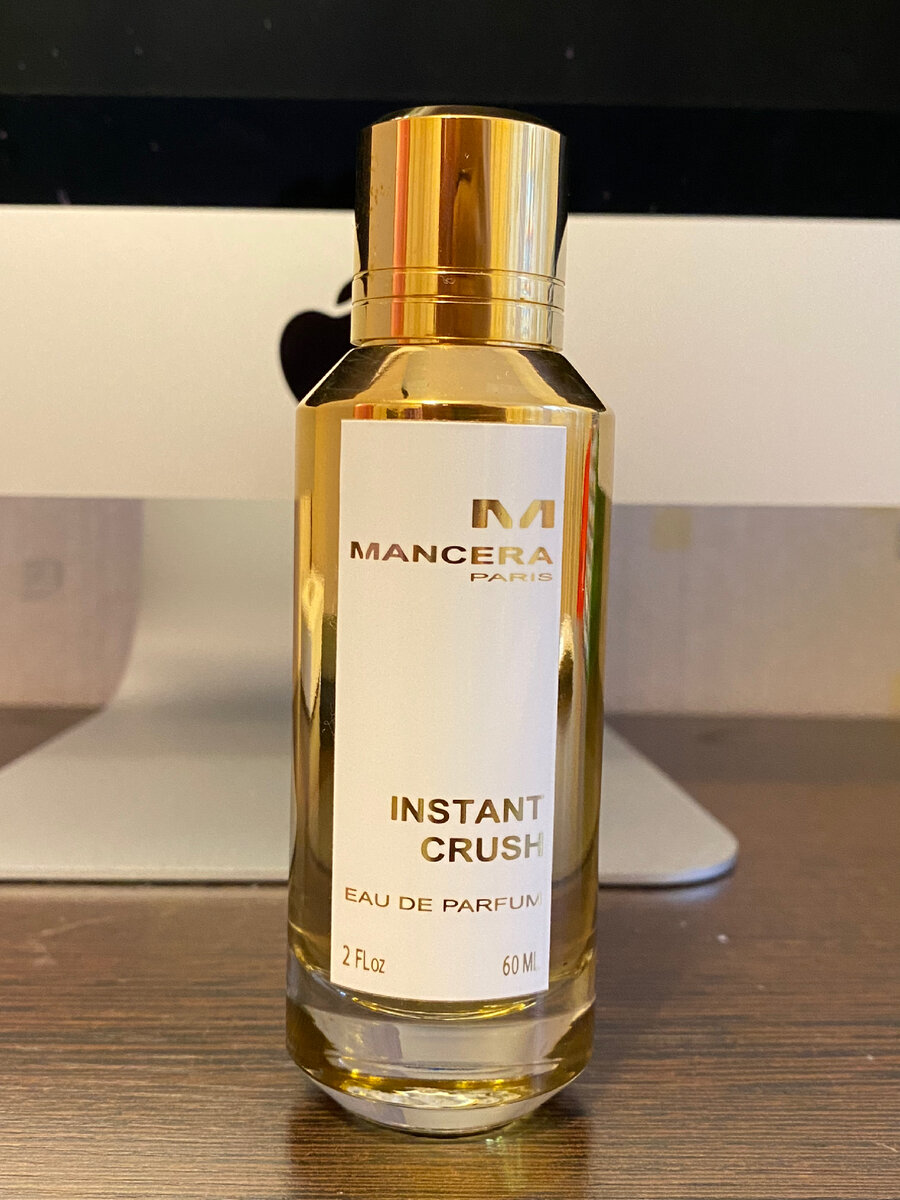 M
MANCERA
PARIS
INSTANT
CRUSH
EAU DE PARFUM
2 FLoz 60 ML